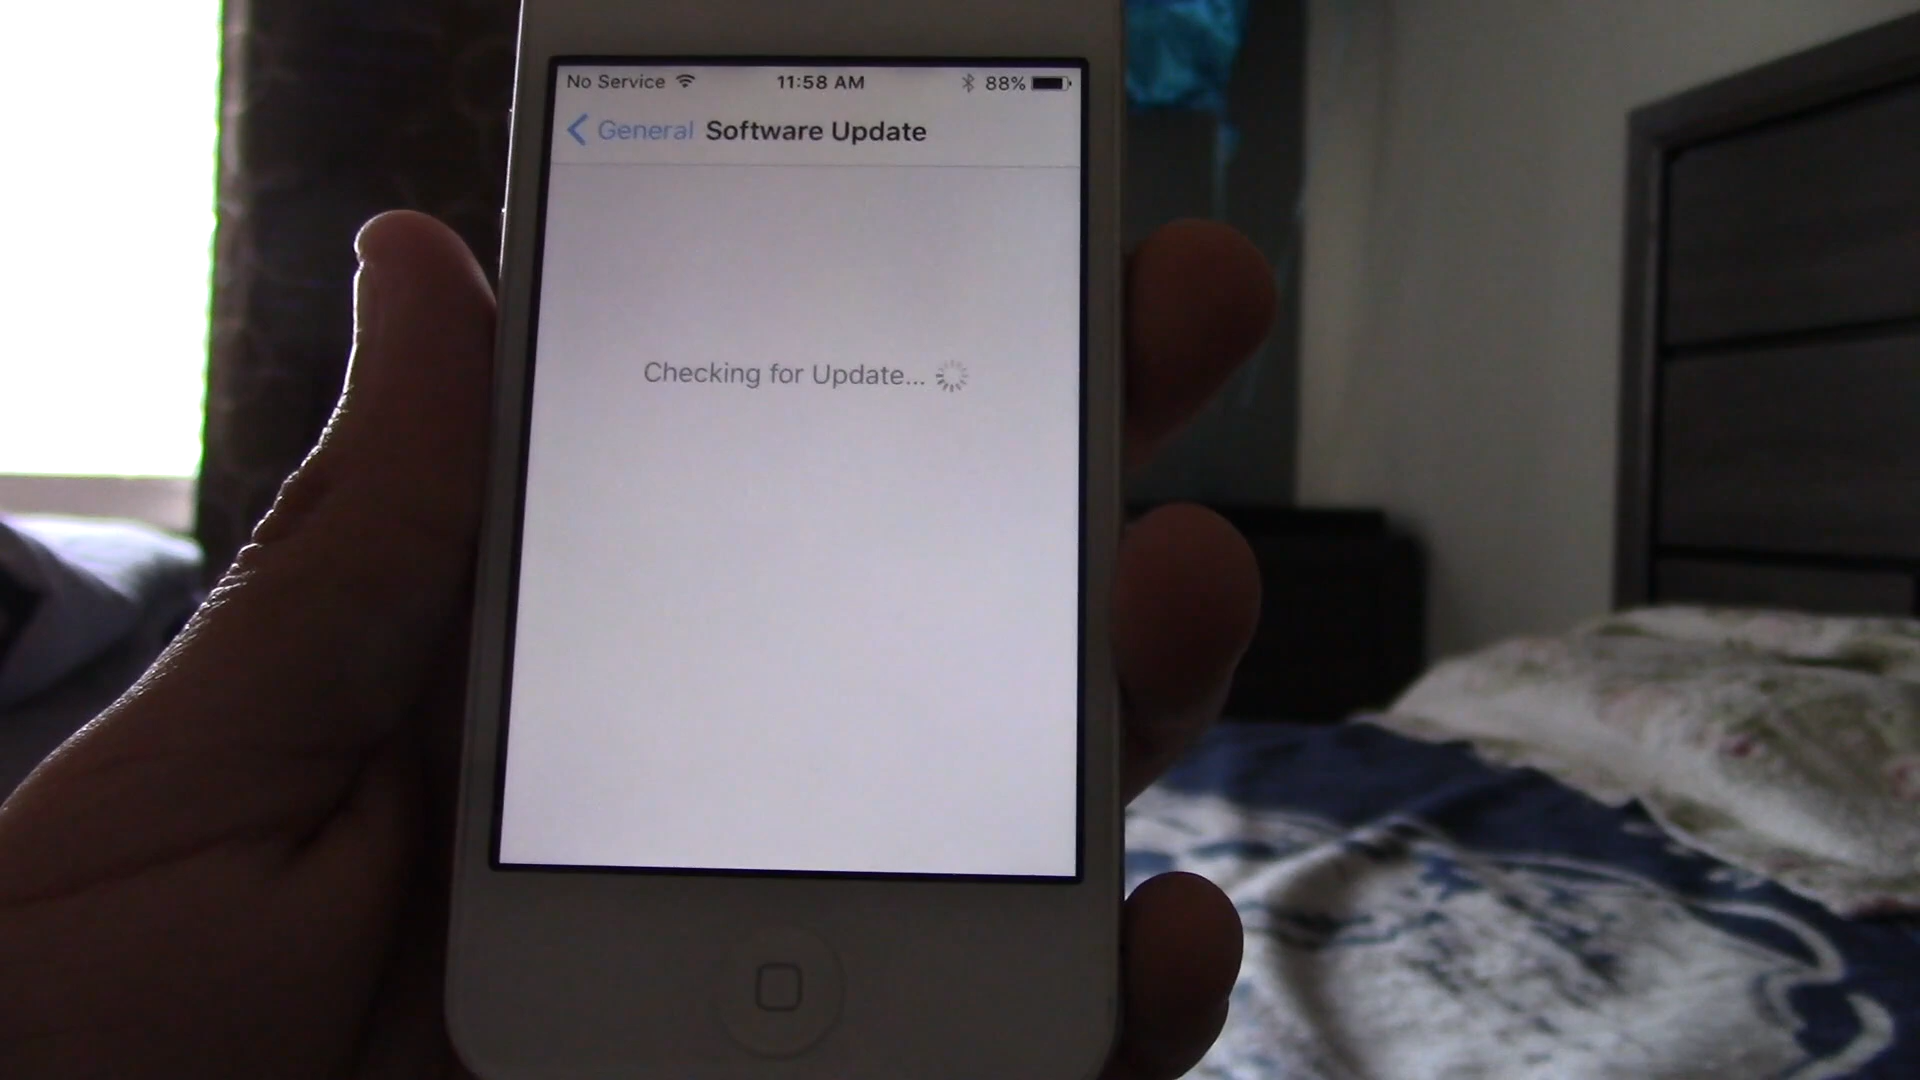 No Service 11:58 AM 88%
General Software Update
Checking for Update...